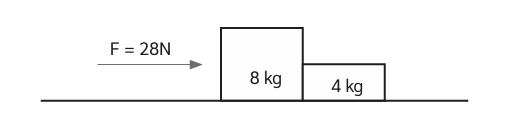 F = 28N
8 kg
4 kg